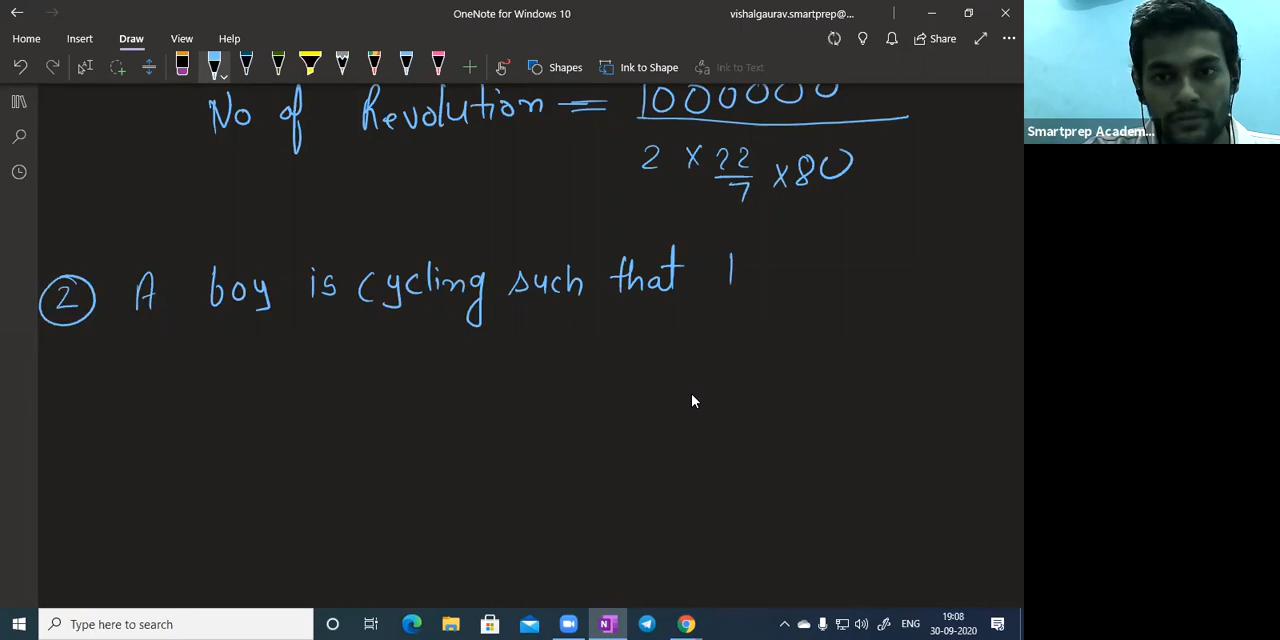 OneNote for Windows 10
vishalgaurav.smartprep@...
Home Insert Draw View Help
Share
Shapes
Ink to Shape
Ink to Text
No of Revolution = 1000000
2 × 22/7 × 80
Smartprep Academ...
2 A boy is cycling such that
Type here to search
ENG
19:08
30-09-2020